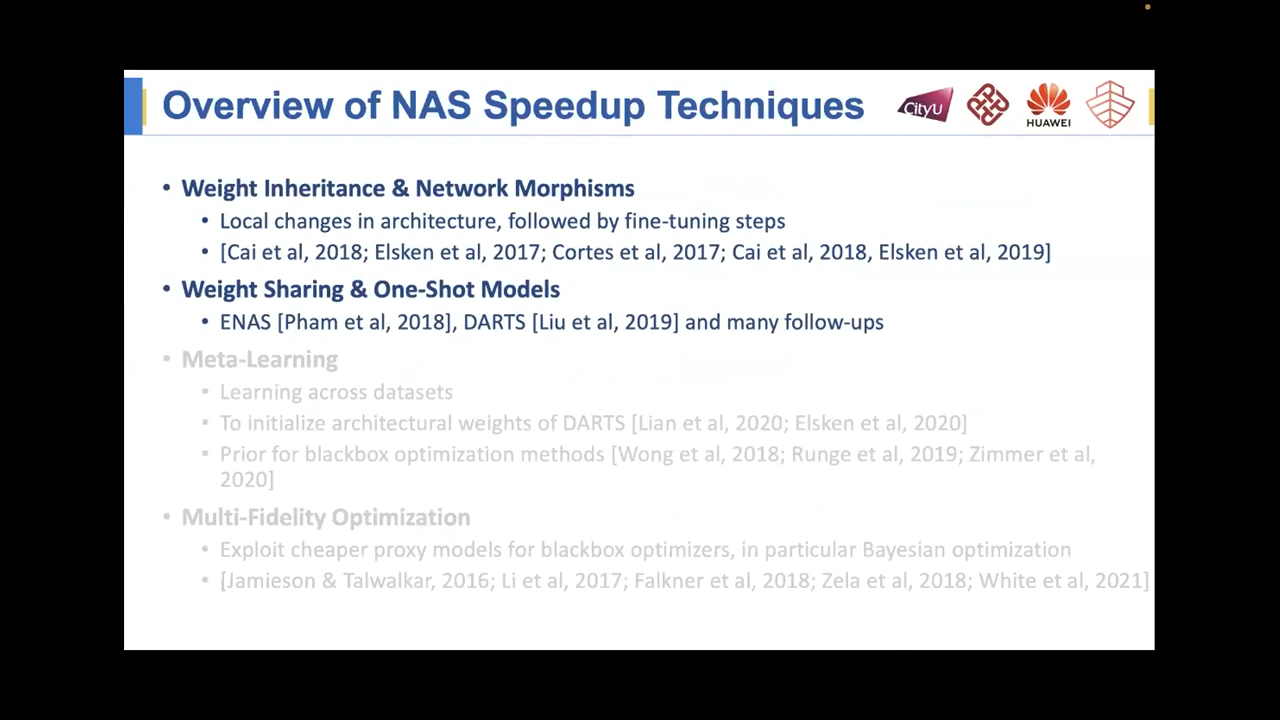 Overview of NAS Speedup Techniques
CityU
HUAWEI
• Weight Inheritance & Network Morphisms
• Local changes in architecture, followed by fine-tuning steps
• [Cai et al, 2018; Elsken et al, 2017; Cortes et al, 2017; Cai et al, 2018, Elsken et al, 2019]
• Weight Sharing & One-Shot Models
• ENAS [Pham et al, 2018], DARTS [Liu et al, 2019] and many follow-ups
• Meta-Learning
• Learning across datasets
• To initialize architectural weights of DARTS [Lian et al, 2020; Elsken et al, 2020]
• Prior for blackbox optimization methods [Wong et al, 2018; Runge et al, 2019; Zimmer et al,
2020]
• Multi-Fidelity Optimization
• Exploit cheaper proxy models for blackbox optimizers, in particular Bayesian optimization
• [Jamieson & Talwalkar, 2016; Li et al, 2017; Falkner et al, 2018; Zela et al, 2018; White et al, 2021]